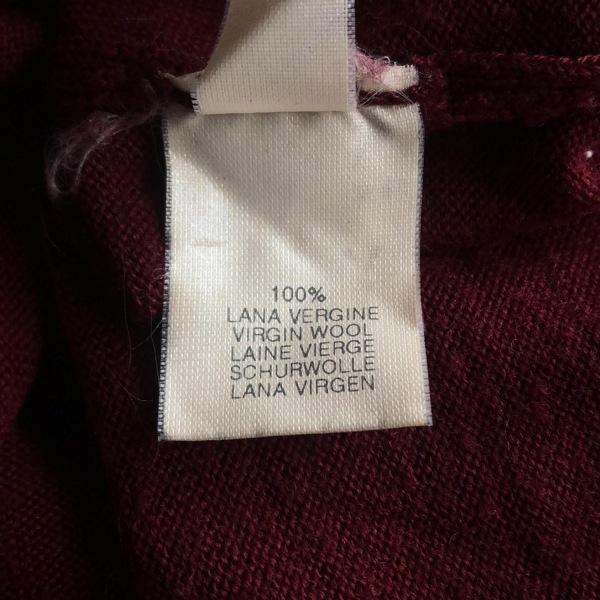 100%
LANA VERGINE
VIRGIN WOOL
LAINE VIERGE
SCHURWOLLE
LANA VIRGEN